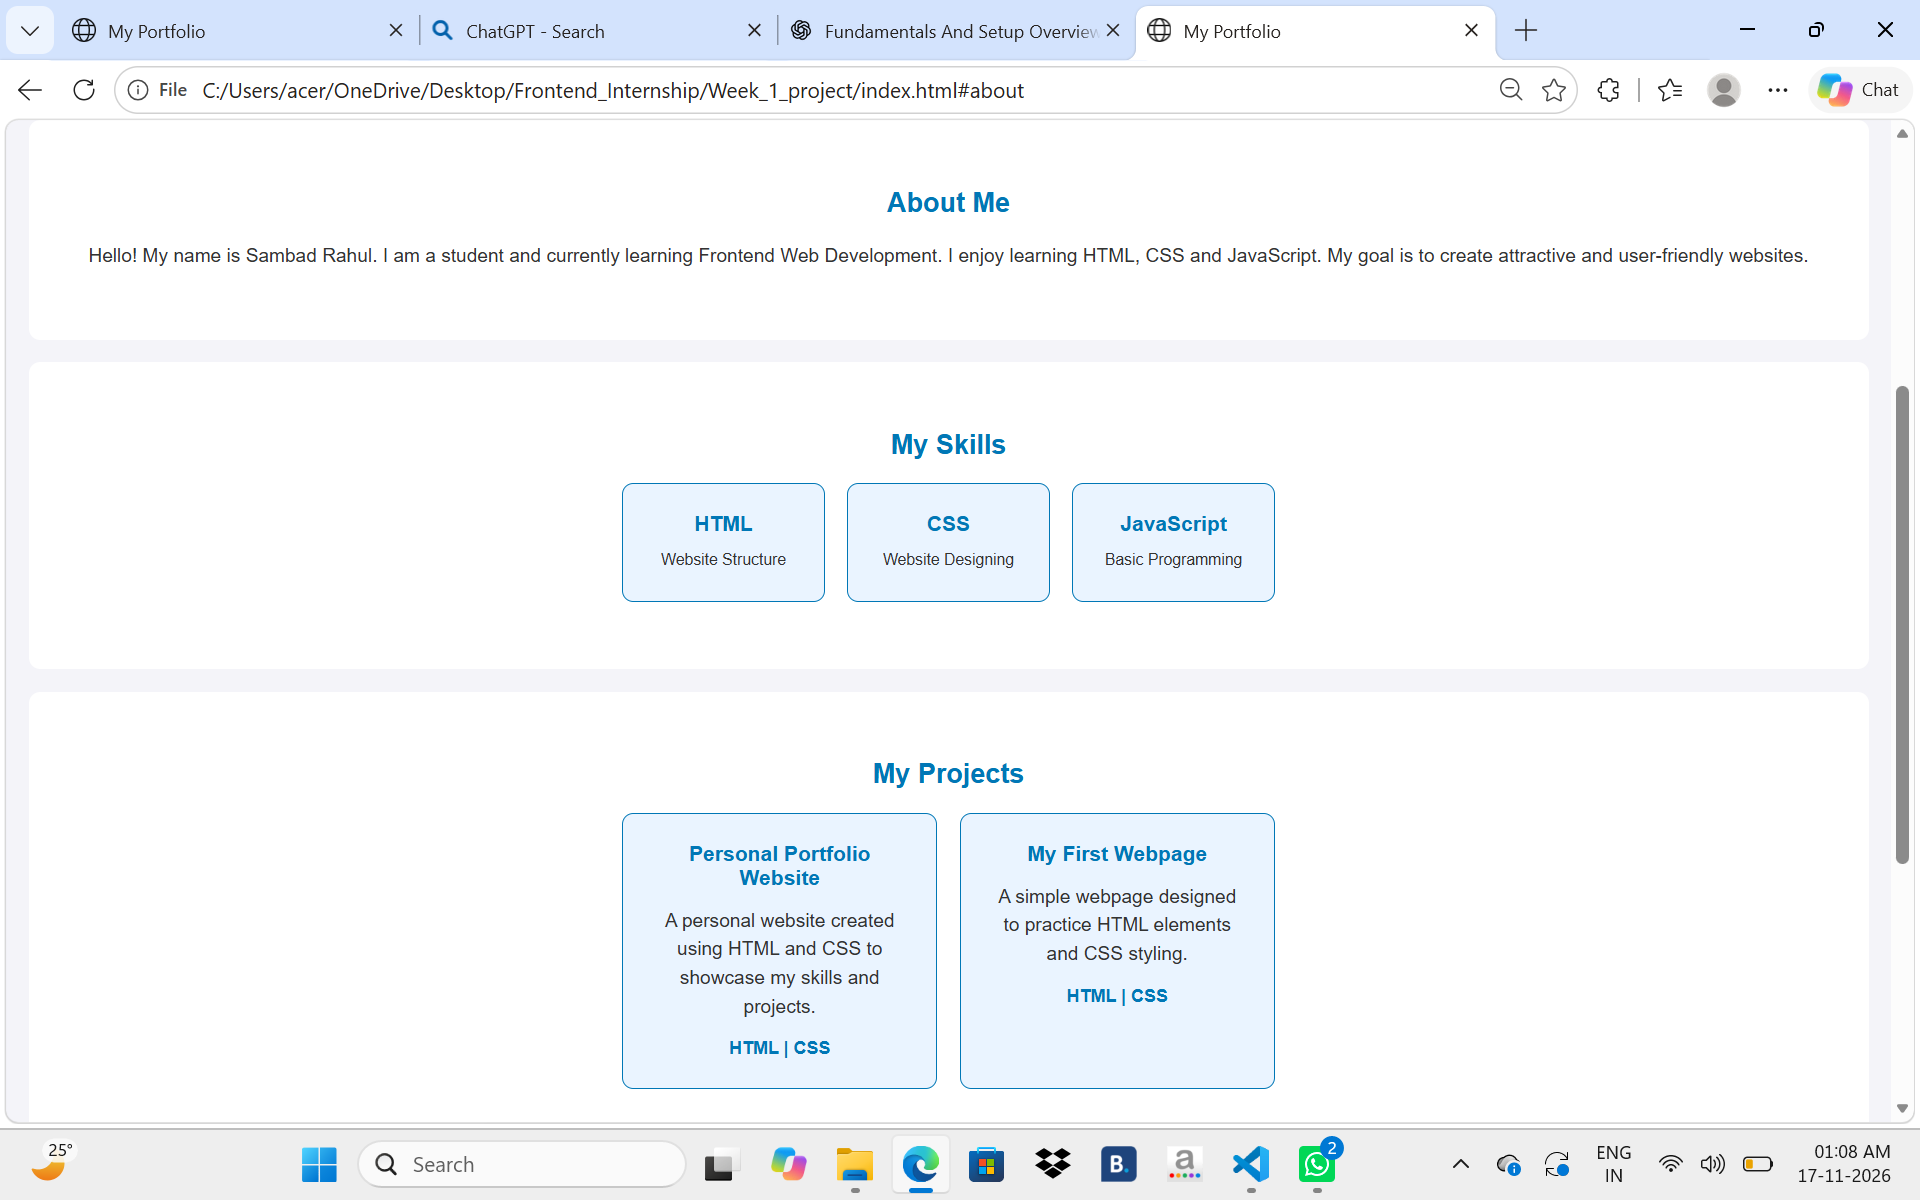 My Portfolio
ChatGPT - Search
Fundamentals And Setup Overview
My Portfolio
File
C:/Users/acer/OneDrive/Desktop/Frontend_Internship/Week_1_project/index.html#about
Chat
About Me
Hello! My name is Sambad Rahul. I am a student and currently learning Frontend Web Development. I enjoy learning HTML, CSS and JavaScript. My goal is to create attractive and user-friendly websites.
My Skills
HTML
Website Structure
CSS
Website Designing
JavaScript
Basic Programming
My Projects
Personal Portfolio
Website
A personal website created
using HTML and CSS to
showcase my skills and
projects.
HTML | CSS
My First Webpage
A simple webpage designed
to practice HTML elements
and CSS styling.
HTML | CSS
25°
Search
B.
a
2
ENG
IN
01:08 AM
17-11-2026